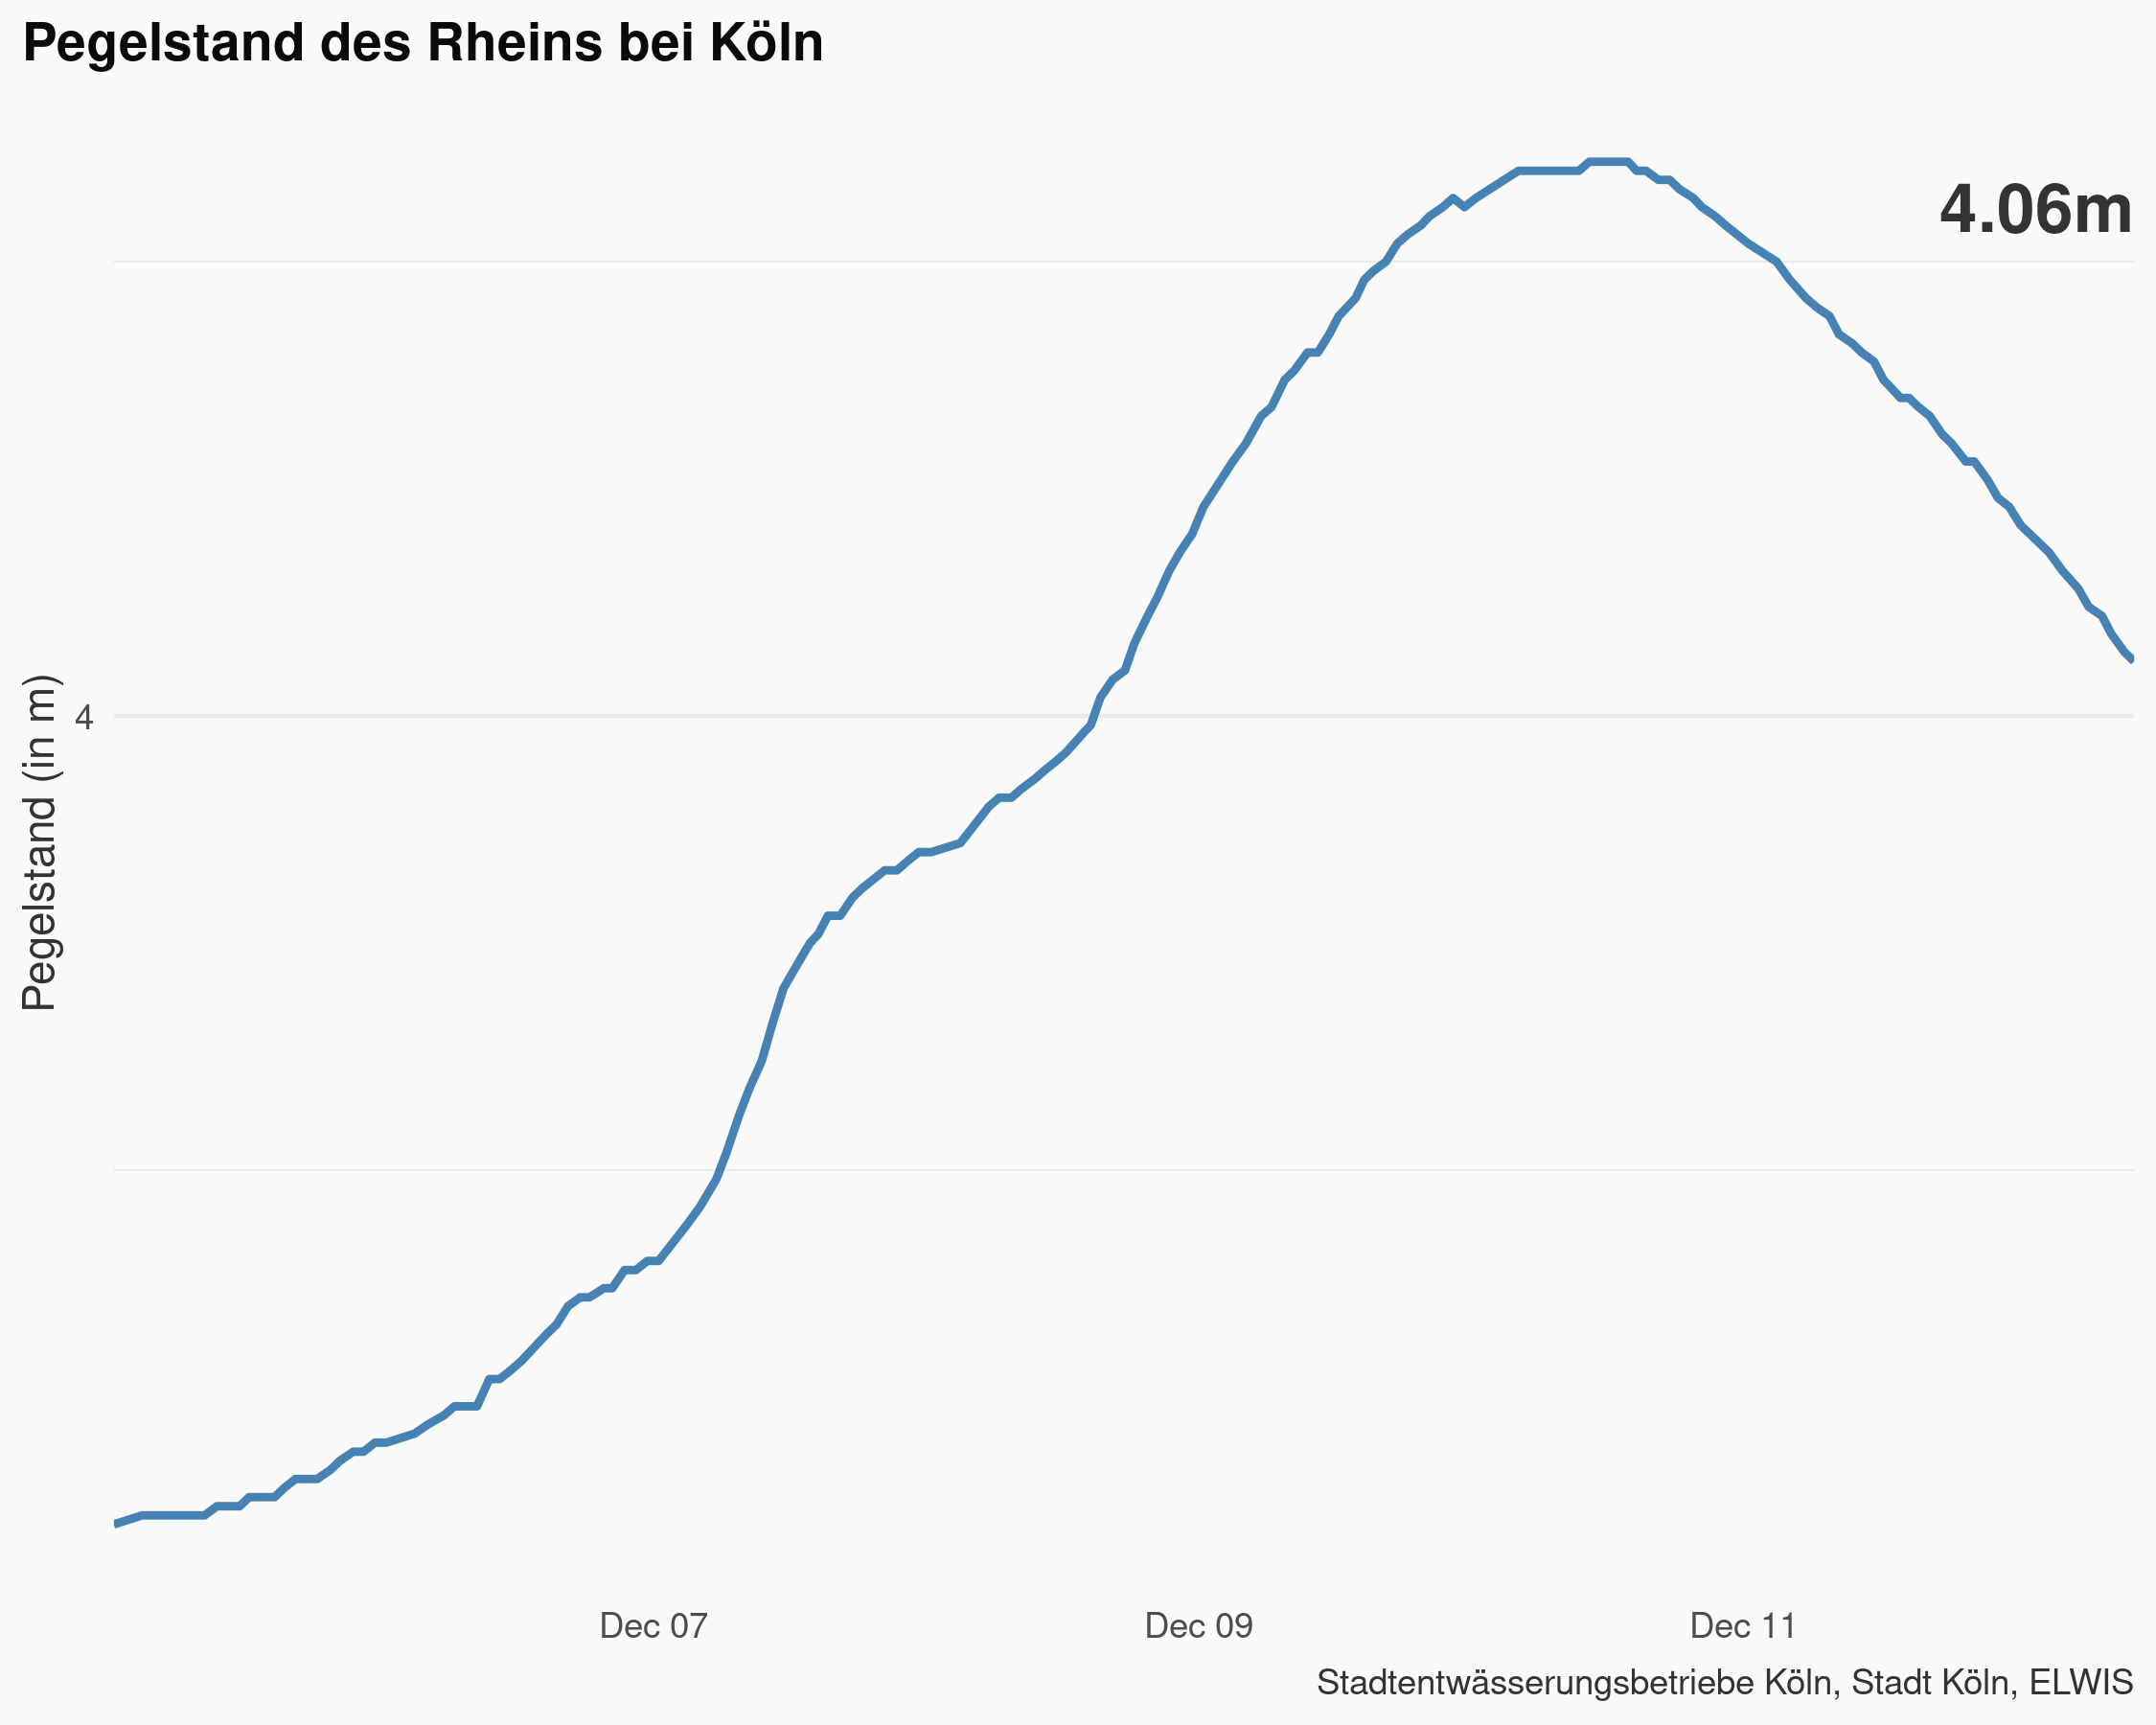 Pegelstand des Rheins bei Köln
4.06m
Pegelstand (in m)
4
Dec 07
Dec 09
Dec 11
Stadtentwässerungsbetriebe Köln, Stadt Köln, ELWIS